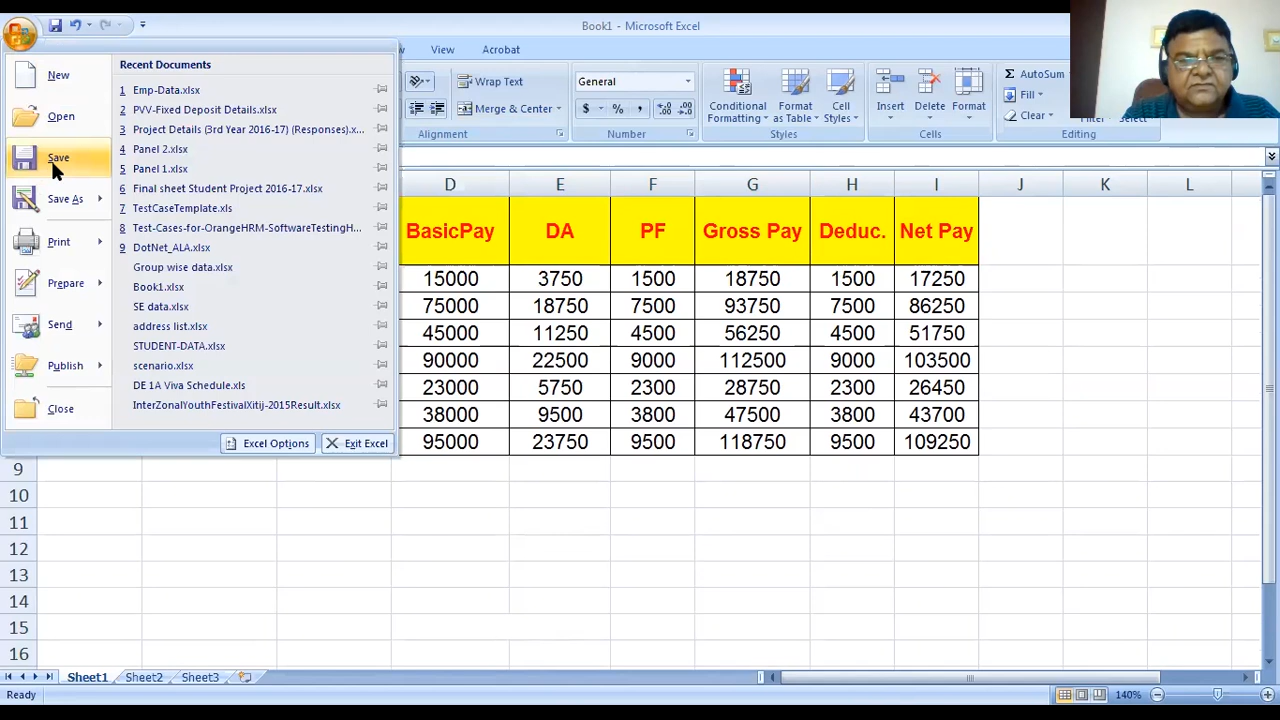 Book1 - Microsoft Excel
View Acrobat
Wrap Text General AutoSum
Merge & Center $ % , Conditional Formatting Format as Table Cell Styles Insert Delete Format Fill
Clear
Alignment Number Styles Cells Editing
New
Open
Save
Save As
Print
Prepare
Send
Publish
Close
Recent Documents
1 Emp-Data.xlsx
2 PVV-Fixed Deposit Details.xlsx
3 Project Details (3rd Year 2016-17) (Responses).x...
4 Panel 2.xlsx
5 Panel 1.xlsx
6 Final sheet Student Project 2016-17.xlsx
7 TestCaseTemplate.xls
8 Test-Cases-for-OrangeHRM-SoftwareTestingH...
9 DotNet_ALA.xlsx
Group wise data.xlsx
Book1.xlsx
SE data.xlsx
address list.xlsx
STUDENT-DATA.xlsx
scenario.xlsx
DE 1A Viva Schedule.xls
InterZonalYouthFestivalXitij-2015Result.xlsx
Excel Options Exit Excel
D E F G H I J K L
BasicPay DA PF Gross Pay Deduc. Net Pay
15000 3750 1500 18750 1500 17250
75000 18750 7500 93750 7500 86250
45000 11250 4500 56250 4500 51750
90000 22500 9000 112500 9000 103500
23000 5750 2300 28750 2300 26450
38000 9500 3800 47500 3800 43700
95000 23750 9500 118750 9500 109250
9
10
11
12
13
14
15
16
Sheet1 Sheet2 Sheet3
Ready 140%